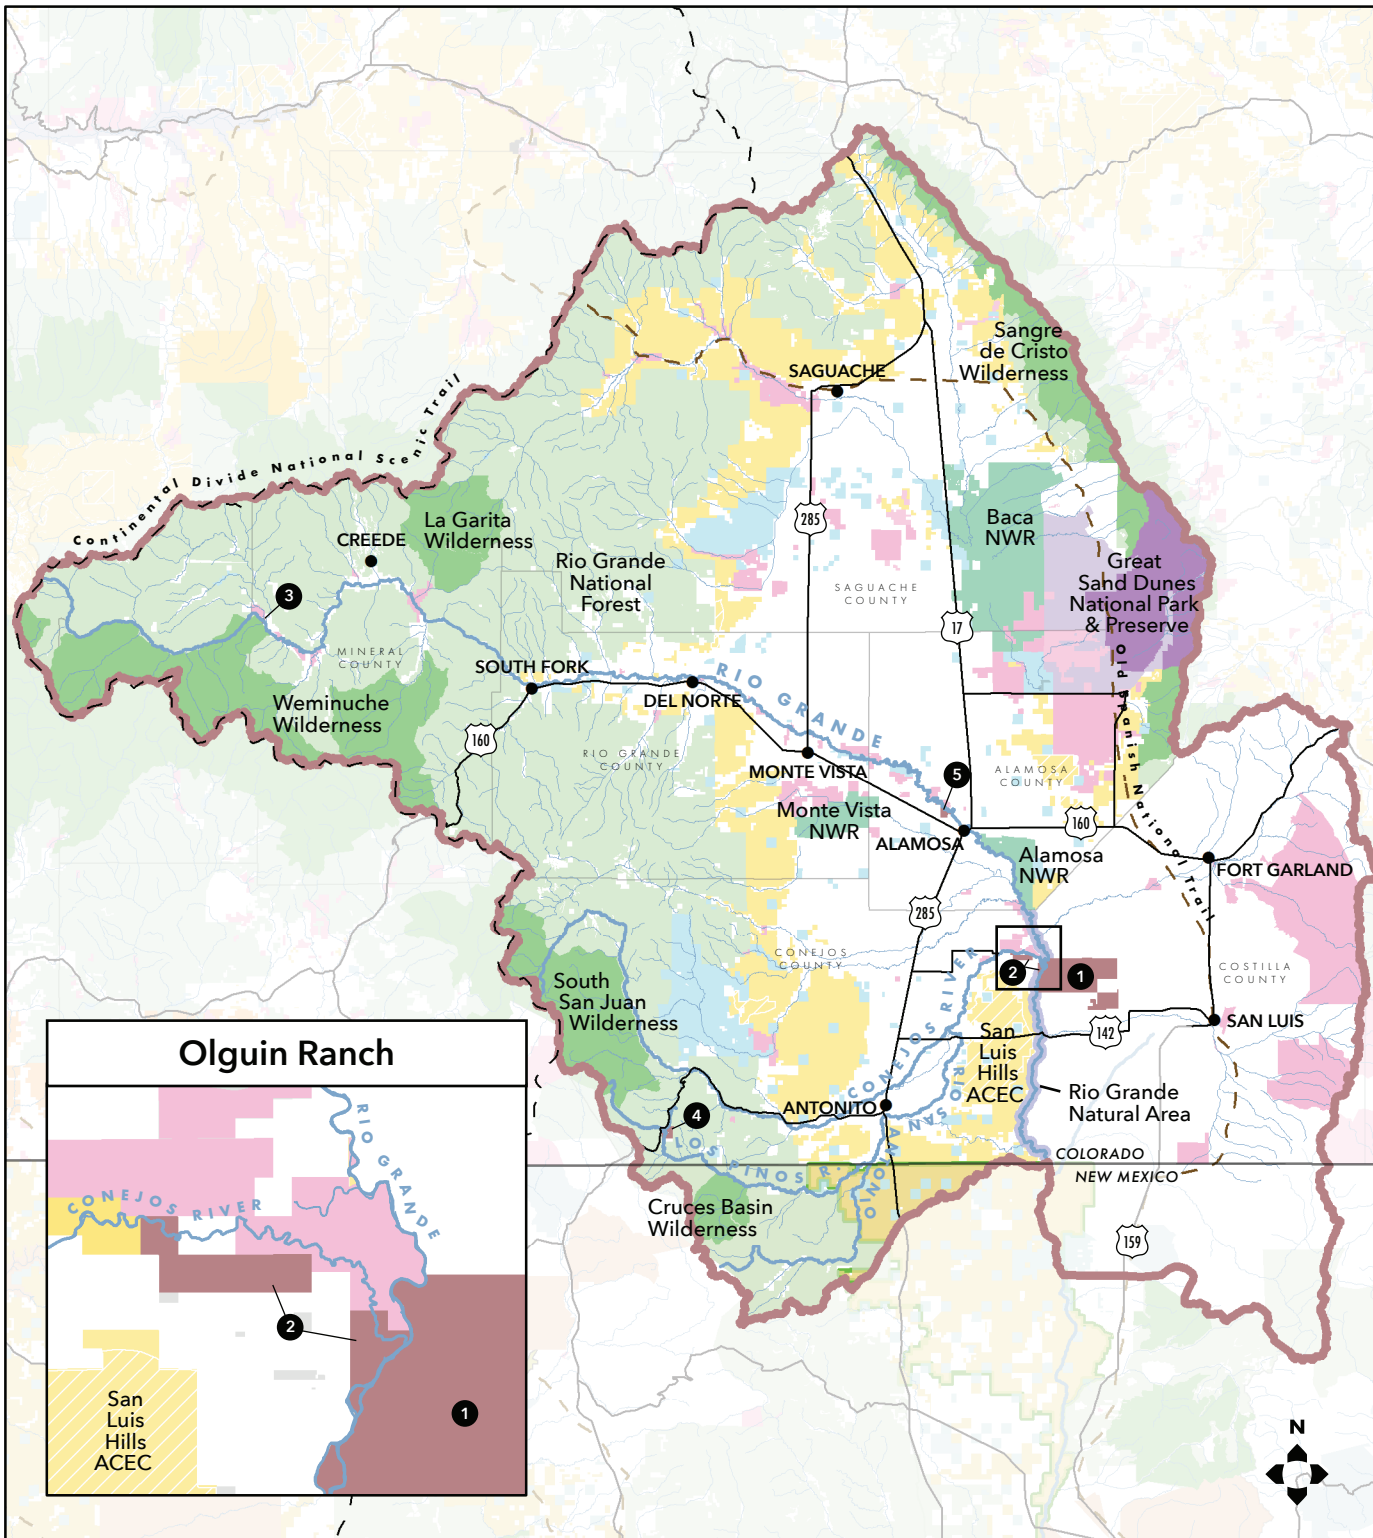 Continental Divide National Scenic Trail
Sangre
de Cristo
Wilderness
SAGUACHE
285
La Garita
Wilderness
CREEDE
Baca
NWR
Rio Grande
National
Forest
Great
Sand Dunes
National Park
& Preserve
SAGUACHE
COUNTY
3
17
MINERAL
COUNTY
SOUTH FORK
RIO GRANDE
DEL NORTE
Weminuche
Wilderness
Old Spanish National Trail
160
RIO GRANDE
COUNTY
MONTE VISTA
5
ALAMOSA
COUNTY
Monte Vista
NWR
ALAMOSA
160
Alamosa
NWR
FORT GARLAND
285
CONEJOS
COUNTY
CONEJOS RIVER
2
1
COSTILLA
COUNTY
South
San Juan
Wilderness
SAN LUIS
142
San
Luis
Hills
ACEC
RIO SAN ANTONIO
Rio Grande
Natural Area
ANTONITO
4
LOS PINOS R.
COLORADO
NEW MEXICO
Cruces Basin
Wilderness
159
N
Olguin Ranch
RIO GRANDE
CONEJOS RIVER
2
1
San
Luis
Hills
ACEC